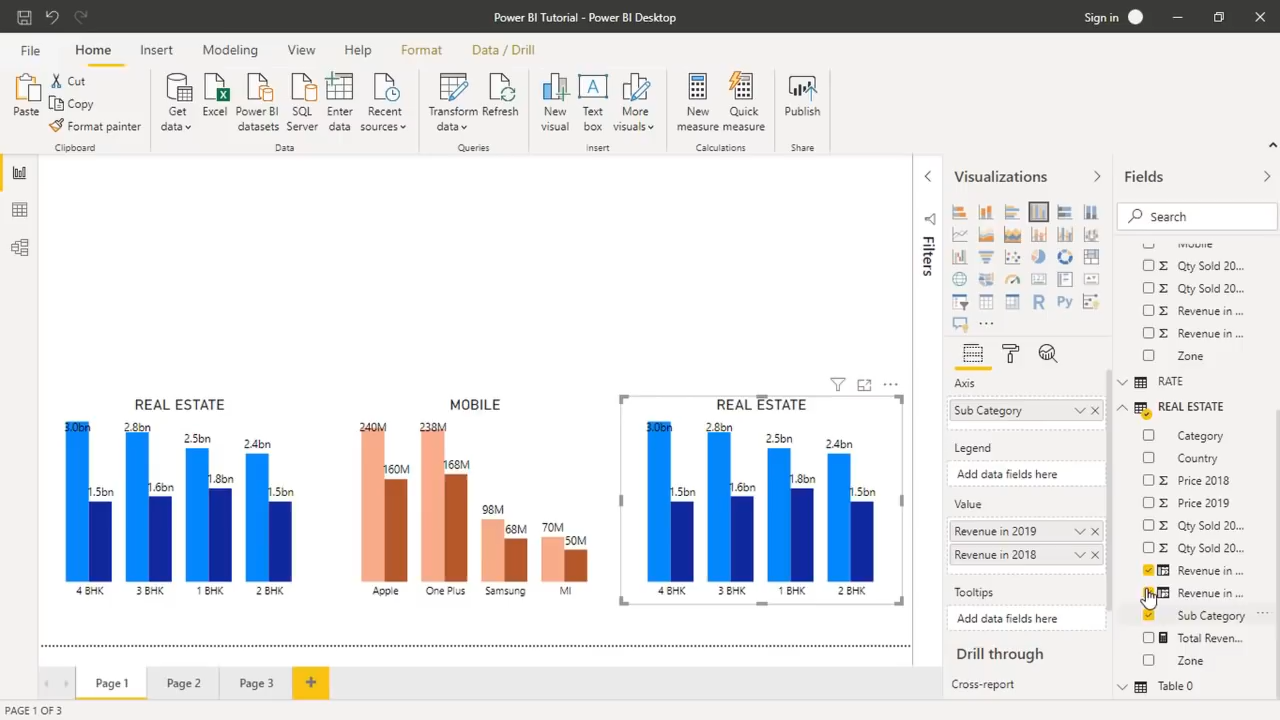 Power BI Tutorial - Power BI Desktop
Sign in
File
Home
Insert
Modeling
View
Help
Format
Data / Drill
Paste
Cut
Copy
Format painter
Clipboard
Get
data
Excel
Power BI
datasets
SQL
Server
Enter
data
Recent
sources
Data
Transform
data
Refresh
Queries
New
visual
Text
box
More
visuals
Insert
New
measure
Quick
measure
Calculations
Publish
Share
REAL ESTATE
3.0bn
1.5bn
2.8bn
1.6bn
2.5bn
1.8bn
2.4bn
1.5bn
4 BHK
3 BHK
1 BHK
2 BHK
MOBILE
240M
160M
238M
168M
98M
68M
70M
50M
Apple
One Plus
Samsung
MI
REAL ESTATE
3.0bn
1.5bn
2.8bn
1.6bn
2.5bn
1.8bn
2.4bn
1.5bn
4 BHK
3 BHK
1 BHK
2 BHK
Filters
Visualizations
R
Py
Axis
Sub Category
Legend
Add data fields here
Value
Revenue in 2019
Revenue in 2018
Tooltips
Add data fields here
Drill through
Cross-report
Fields
Search
Mobile
Qty Sold 20...
Qty Sold 20...
Revenue in ...
Revenue in ...
Zone
RATE
REAL ESTATE
Category
Country
Price 2018
Price 2019
Qty Sold 20...
Qty Sold 20...
Revenue in ...
Revenue in ...
Sub Category
Total Reven...
Zone
Table 0
Page 1
Page 2
Page 3
PAGE 1 OF 3